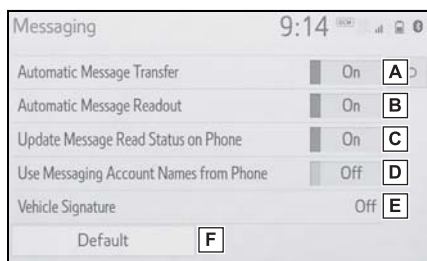 Messaging 9:14 DCM
Automatic Message Transfer On A
Automatic Message Readout On B
Update Message Read Status on Phone On C
Use Messaging Account Names from Phone Off D
Vehicle Signature Off E
Default F